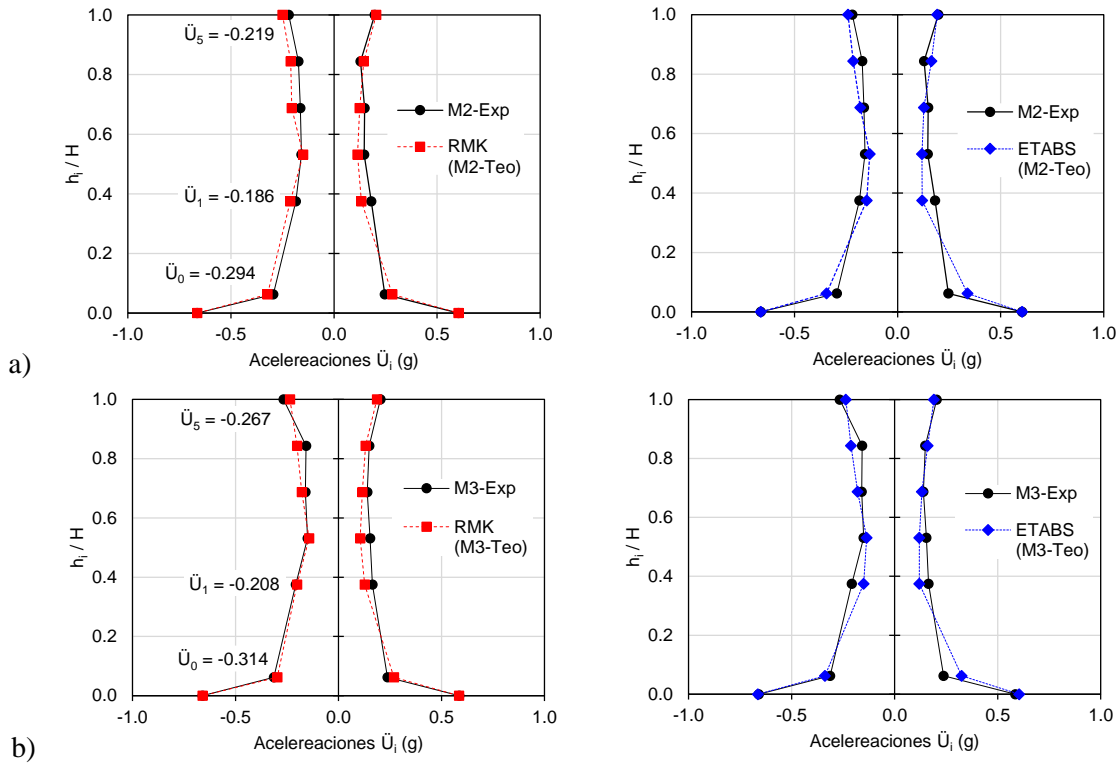 1.0
0.8
0.6
0.4
0.2
0.0
hᵢ / H
Ü₅ = -0.219
Ü₁ = -0.186
Ü₀ = -0.294
M2-Exp
RMK
(M2-Teo)
-1.0 -0.5 0.0 0.5 1.0
Acelereaciones Üᵢ (g)
1.0
0.8
0.6
0.4
0.2
0.0
hᵢ / H
M2-Exp
ETABS
(M2-Teo)
-1.0 -0.5 0.0 0.5 1.0
Acelereaciones Üᵢ (g)
a)
1.0
0.8
0.6
0.4
0.2
0.0
hᵢ / H
Ü₅ = -0.267
Ü₁ = -0.208
Ü₀ = -0.314
M3-Exp
RMK
(M3-Teo)
-1.0 -0.5 0.0 0.5 1.0
Acelereaciones Üᵢ (g)
1.0
0.8
0.6
0.4
0.2
0.0
hᵢ / H
M3-Exp
ETABS
(M3-Teo)
-1.0 -0.5 0.0 0.5 1.0
Acelereaciones Üᵢ (g)
b)